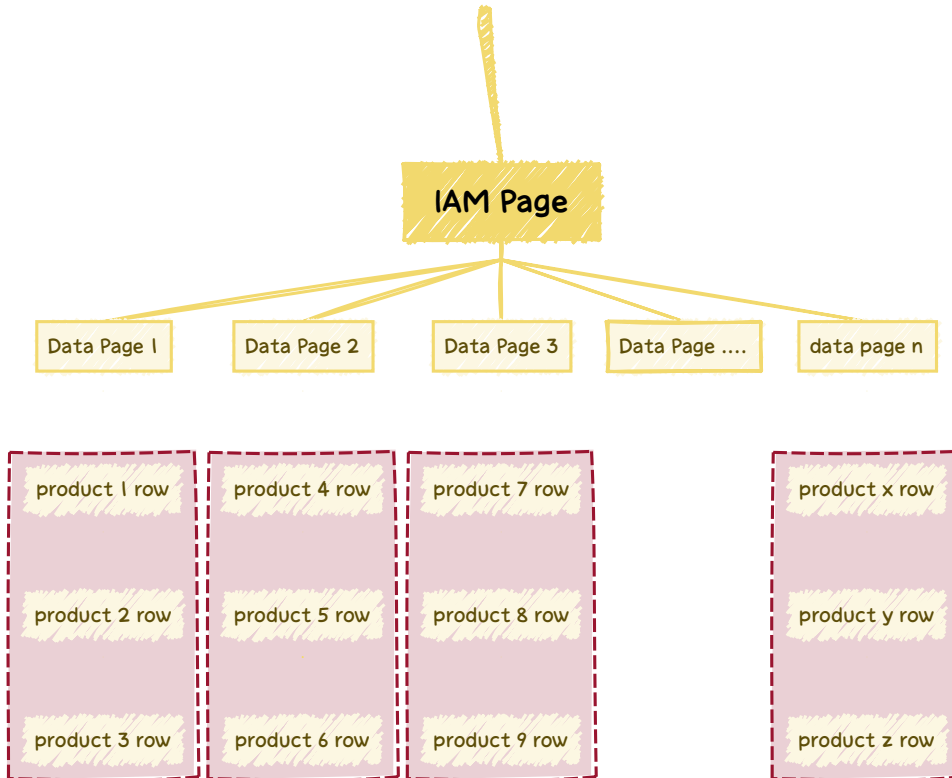 IAM Page
Data Page 1
Data Page 2
Data Page 3
Data Page ....
data page n
product 1 row
product 4 row
product 7 row
product x row
product 2 row
product 5 row
product 8 row
product y row
product 3 row
product 6 row
product 9 row
product z row